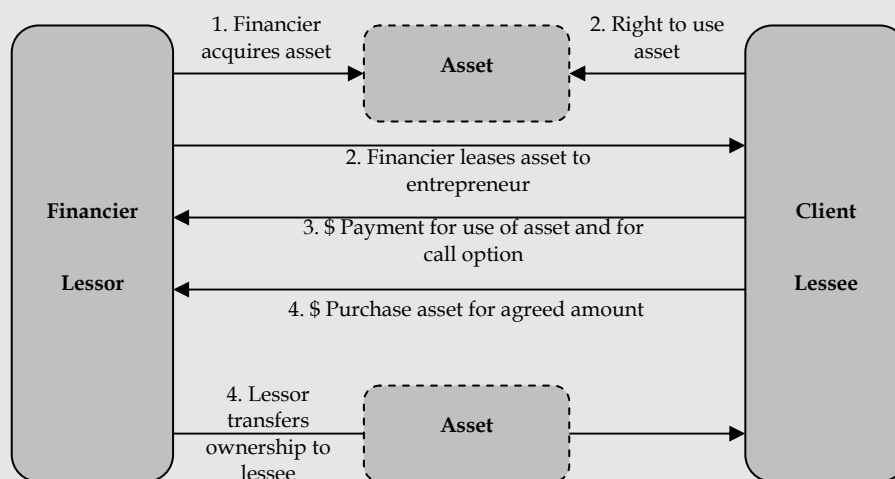 1. Financier
acquires asset
2. Right to use
asset
Asset
2. Financier leases asset to
entrepreneur
Financier
Lessor
Client
Lessee
3. $ Payment for use of asset and for
call option
4. $ Purchase asset for agreed amount
4. Lessor
transfers
ownership to
lessee
Asset